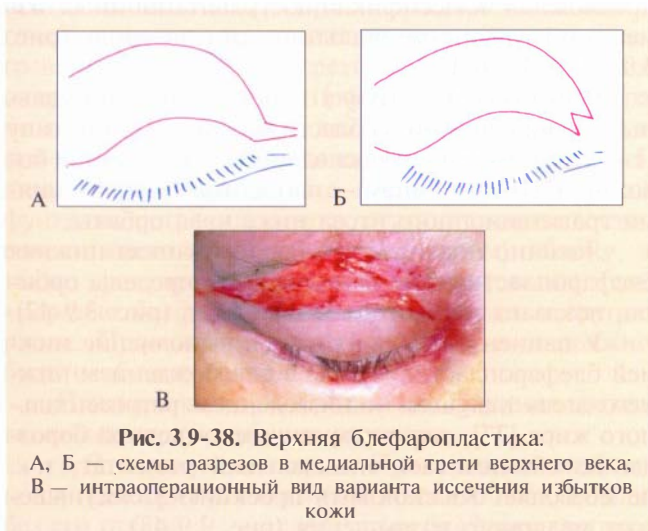 А
Б
В
Рис. 3.9-38. Верхняя блефаропластика:
А, Б — схемы разрезов в медиальной трети верхнего века;
В — интраоперационный вид варианта иссечения избытков
кожи